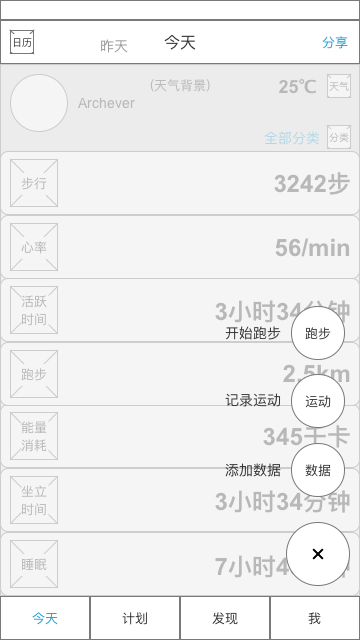 日历 昨天 今天 分享
(天气背景) 25℃ 天气
Archever
全部分类 分类
步行 3242步
心率 56/min
活跃
时间
3小时34分钟
开始跑步 跑步
跑步 2.5km
记录运动 运动
能量
消耗
345千卡
添加数据 数据
坐立
时间
3小时34分钟
睡眠 7小时4
今天 计划 发现 我